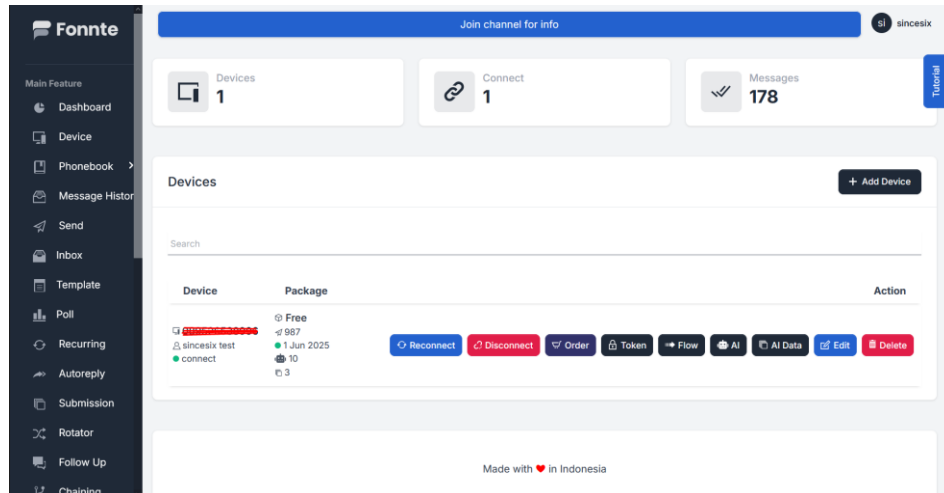 Fonnte
Join channel for info
si sincesix
Main Feature
Dashboard
Device
Phonebook
Message Histor
Send
Inbox
Template
Poll
Recurring
Autoreply
Submission
Rotator
Follow Up
Chaining
Devices
1
Connect
1
Messages
178
Tutorial
Devices
+ Add Device
Search
Device Package Action
sincesix test
connect
Free
987
1 Jun 2025
10
3
Reconnect Disconnect Order Token Flow AI AI Data Edit Delete
Made with ❤ in Indonesia